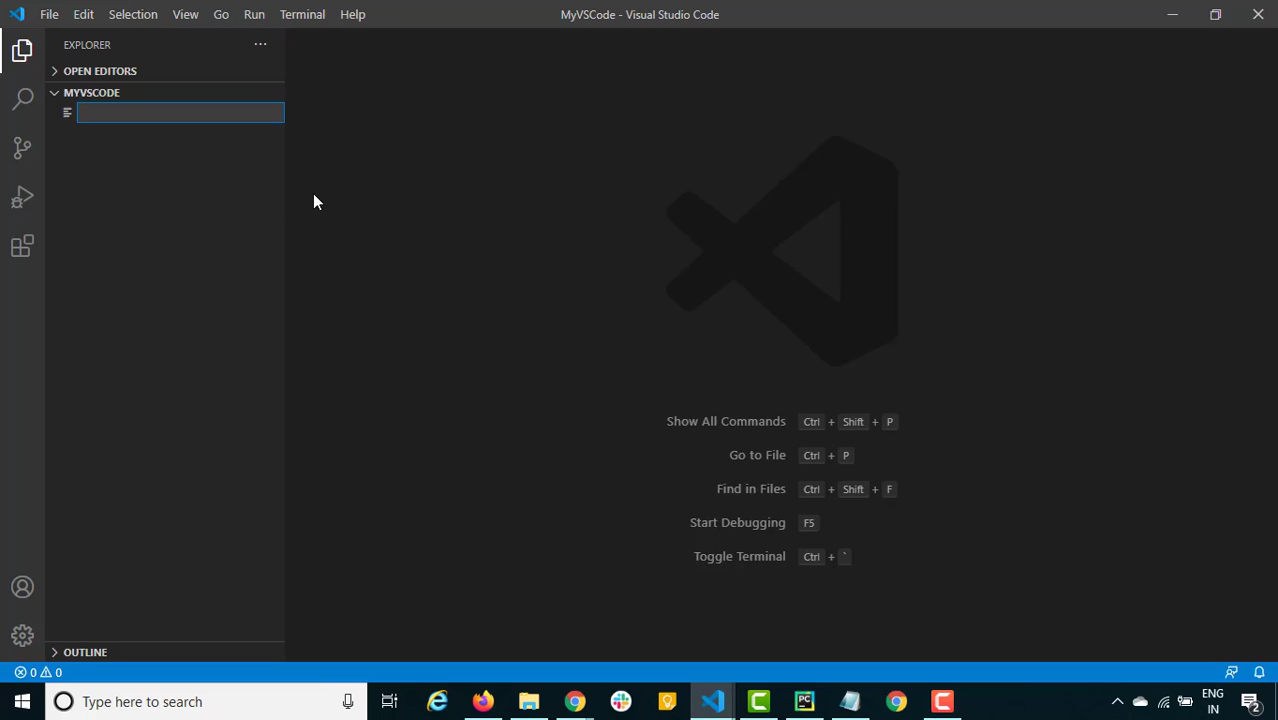 File Edit Selection View Go Run Terminal Help
MyVSCode - Visual Studio Code
EXPLORER
OPEN EDITORS
MYVSCODE
Show All Commands Ctrl + Shift + P
Go to File Ctrl + P
Find in Files Ctrl + Shift + F
Start Debugging F5
Toggle Terminal Ctrl + `
OUTLINE
0 0
Type here to search
PC
ENG
IN
2